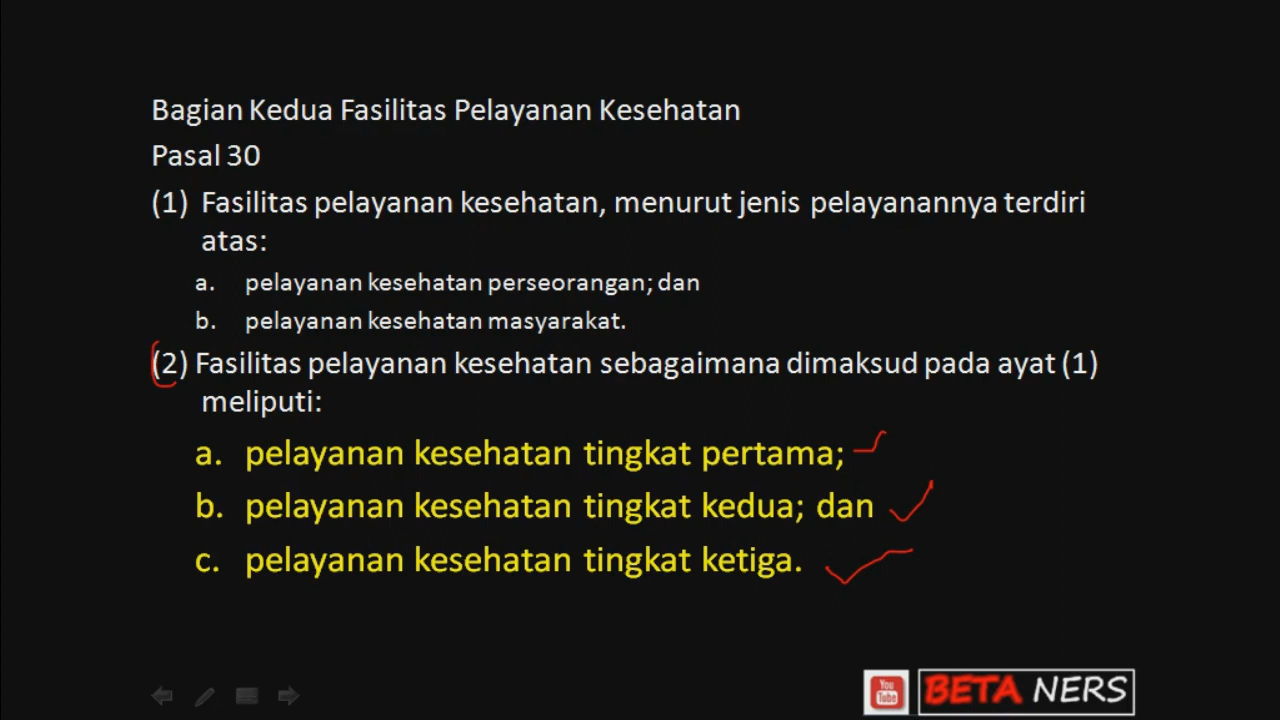 Bagian Kedua Fasilitas Pelayanan Kesehatan
Pasal 30
(1) Fasilitas pelayanan kesehatan, menurut jenis pelayanannya terdiri
atas:
a. pelayanan kesehatan perseorangan; dan
b. pelayanan kesehatan masyarakat.
(2) Fasilitas pelayanan kesehatan sebagaimana dimaksud pada ayat (1)
meliputi:
a. pelayanan kesehatan tingkat pertama;
b. pelayanan kesehatan tingkat kedua; dan
c. pelayanan kesehatan tingkat ketiga.
You Tube BETA NERS